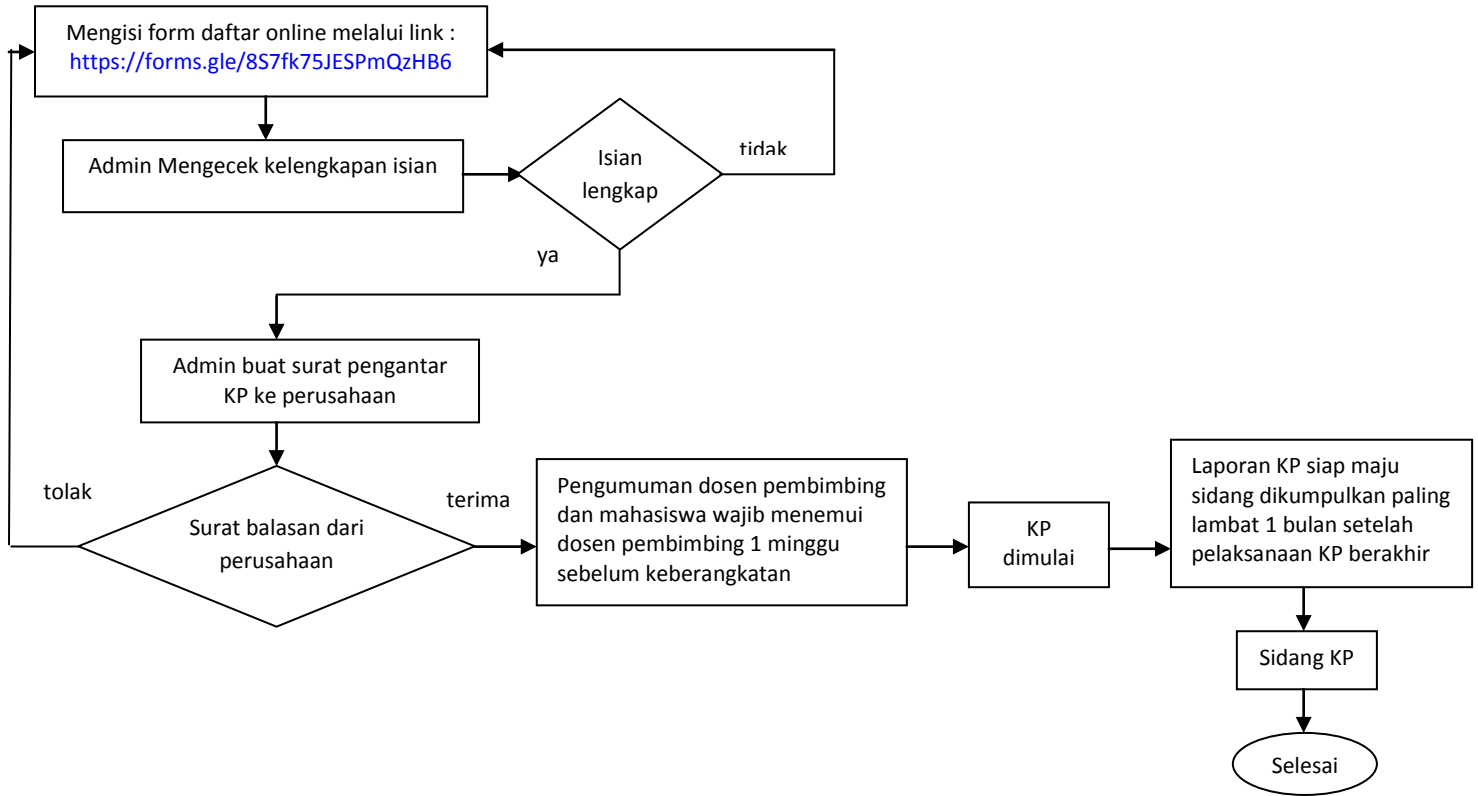 Mengisi form daftar online melalui link :
https://forms.gle/8S7fk75JESPmQzHB6
Admin Mengecek kelengkapan isian
Isian
lengkap
tidak
ya
Admin buat surat pengantar
KP ke perusahaan
tolak
Surat balasan dari
perusahaan
terima
Pengumuman dosen pembimbing
dan mahasiswa wajib menemui
dosen pembimbing 1 minggu
sebelum keberangkatan
KP
dimulai
Laporan KP siap maju
sidang dikumpulkan paling
lambat 1 bulan setelah
pelaksanaan KP berakhir
Sidang KP
Selesai